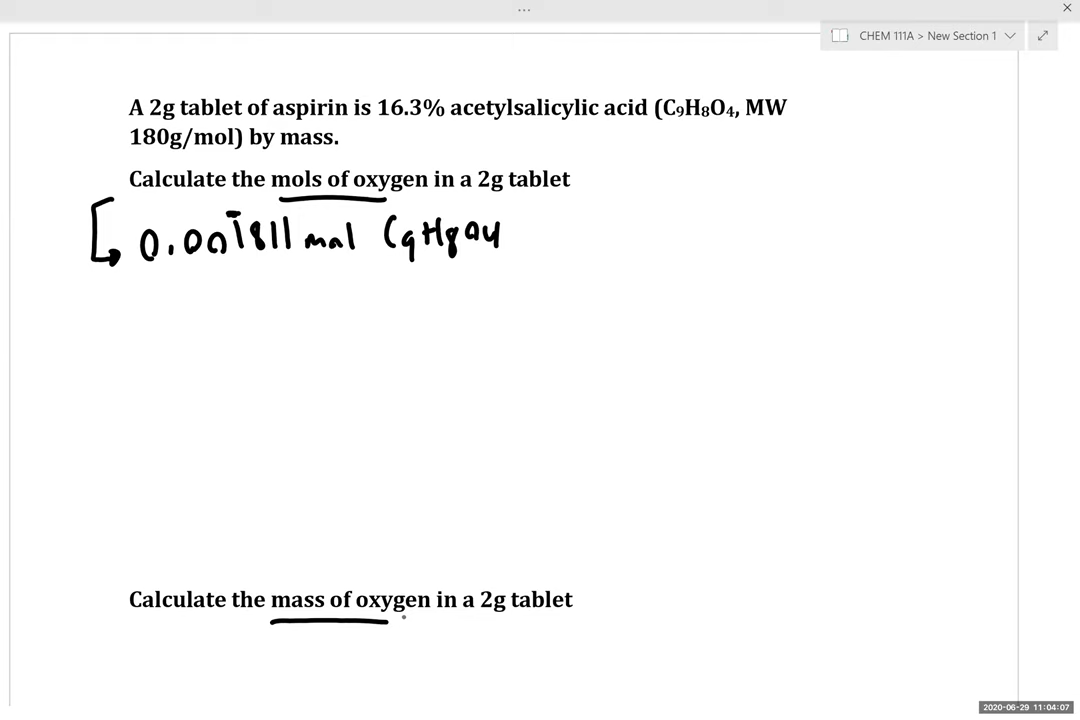 CHEM 111A > New Section 1
A 2g tablet of aspirin is 16.3% acetylsalicylic acid (C₉H₈O₄, MW
180g/mol) by mass.
Calculate the mols of oxygen in a 2g tablet
0.001811 mol C9H8O4
Calculate the mass of oxygen in a 2g tablet
2020-06-29 11:04:07